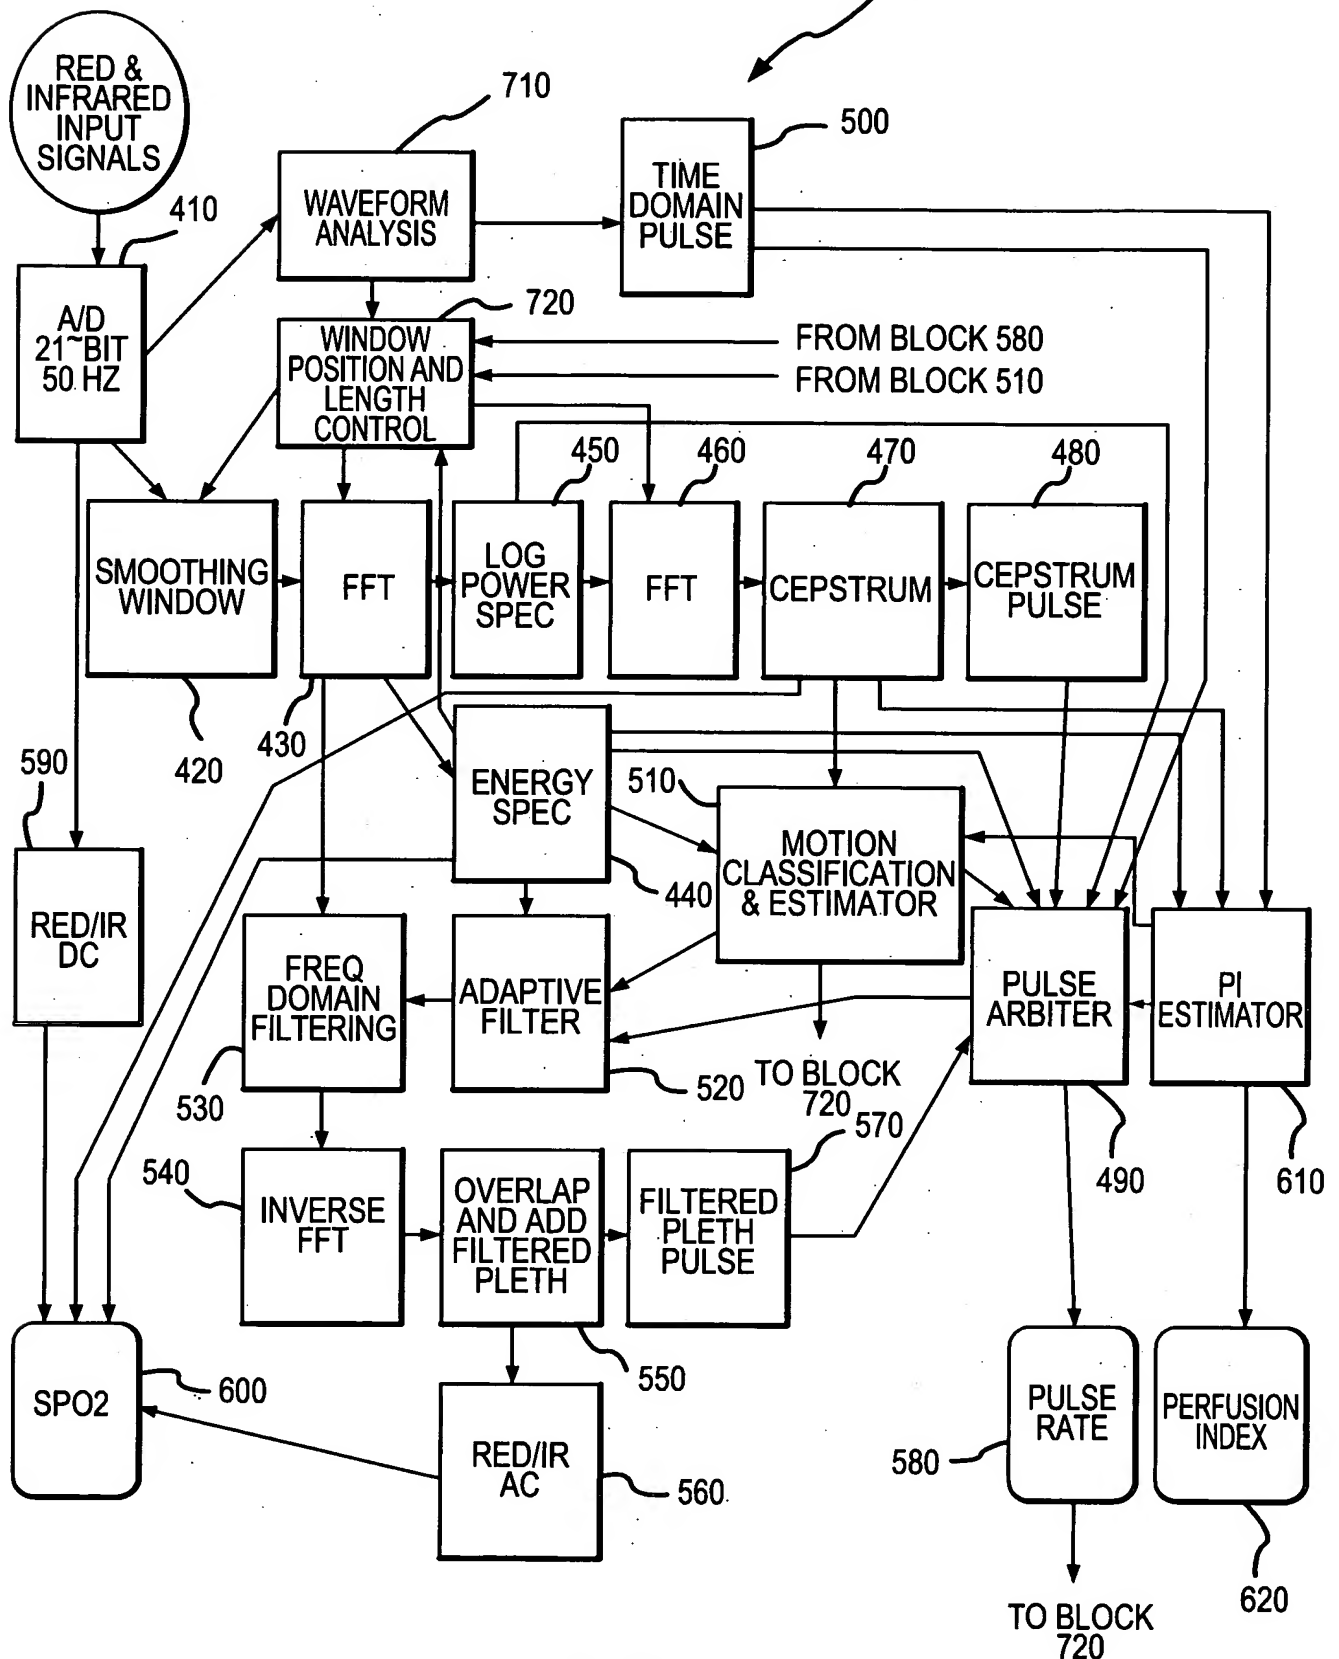 RED &
INFRARED
INPUT
SIGNALS
410
710
500
WAVEFORM
ANALYSIS
TIME
DOMAIN
PULSE
A/D
21~BIT
50 HZ
720
WINDOW
POSITION AND
LENGTH
CONTROL
FROM BLOCK 580
FROM BLOCK 510
450
460
470
480
SMOOTHING
WINDOW
FFT
LOG
POWER
SPEC
FFT
CEPSTRUM
CEPSTRUM
PULSE
420
430
590
ENERGY
SPEC
440
510
MOTION
CLASSIFICATION
& ESTIMATOR
RED/IR
DC
FREQ
DOMAIN
FILTERING
ADAPTIVE
FILTER
PULSE
ARBITER
PI
ESTIMATOR
530
520
TO BLOCK
720
570
490
610
540
INVERSE
FFT
OVERLAP
AND ADD
FILTERED
PLETH
FILTERED
PLETH
PULSE
550
SPO2
600
RED/IR
AC
560
PULSE
RATE
580
PERFUSION
INDEX
620
TO BLOCK
720